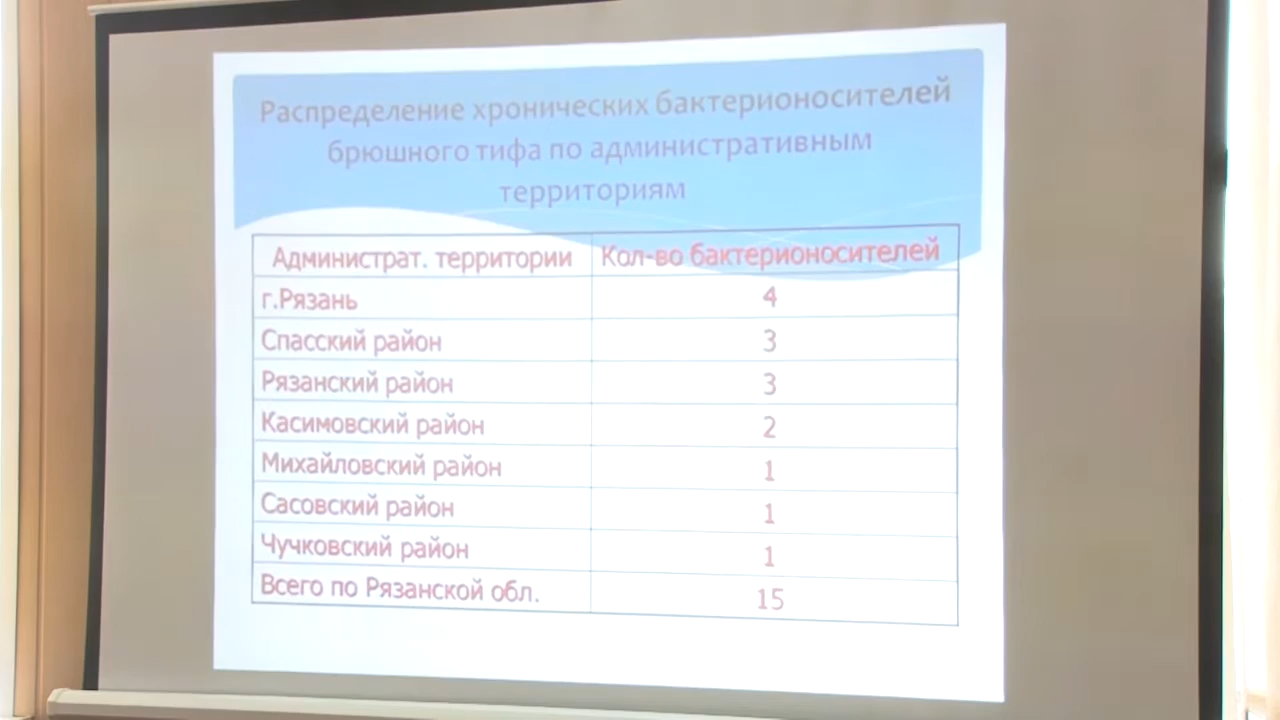 Распределение хронических бактерионосителей
брюшного тифа по административным
территориям
Администрат. территории Кол-во бактерионосителей
г.Рязань 4
Спасский район 3
Рязанский район 3
Касимовский район 2
Михайловский район 1
Сасовский район 1
Чучковский район 1
Всего по Рязанской обл. 15